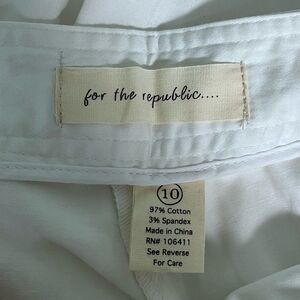 for the republic....
10
97% Cotton
3% Spandex
Made in China
RN# 106411
See Reverse
For Care